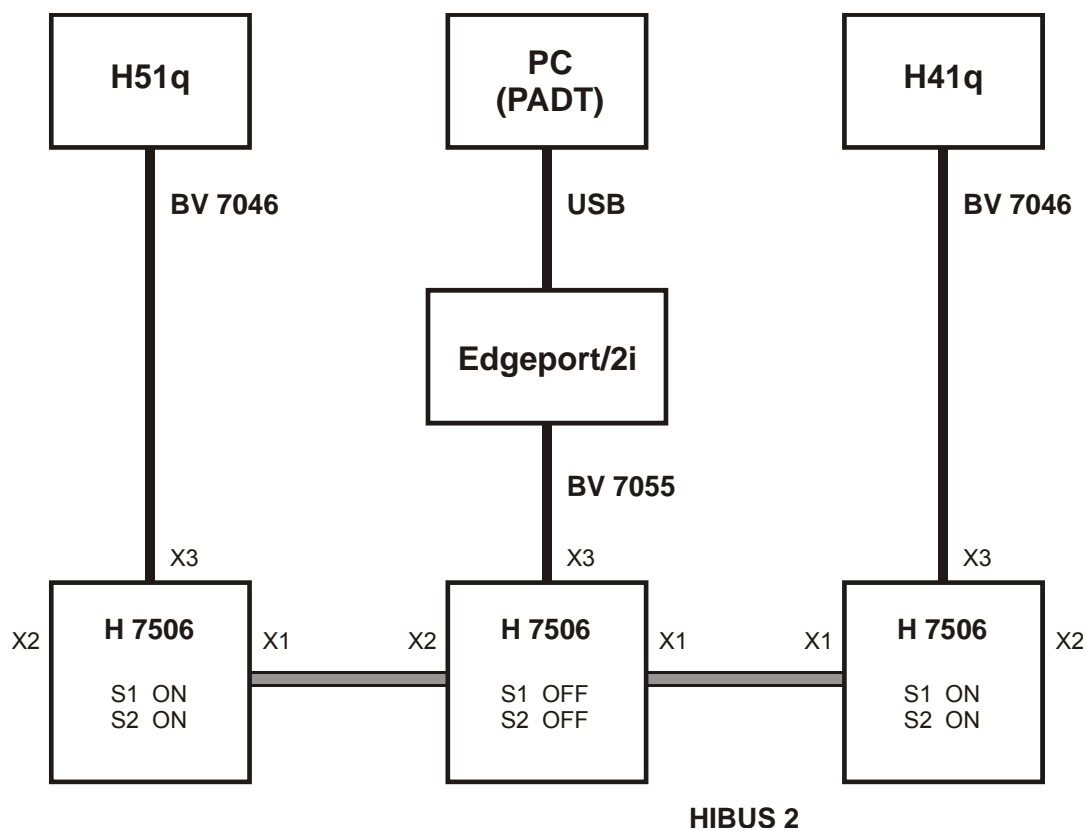 H51q
PC
(PADT)
H41q
BV 7046
USB
BV 7046
Edgeport/2i
BV 7055
X3
X3
X3
X2
H 7506
X1
X2
H 7506
X1
X1
H 7506
X2
S1 ON
S2 ON
S1 OFF
S2 OFF
S1 ON
S2 ON
HIBUS 2